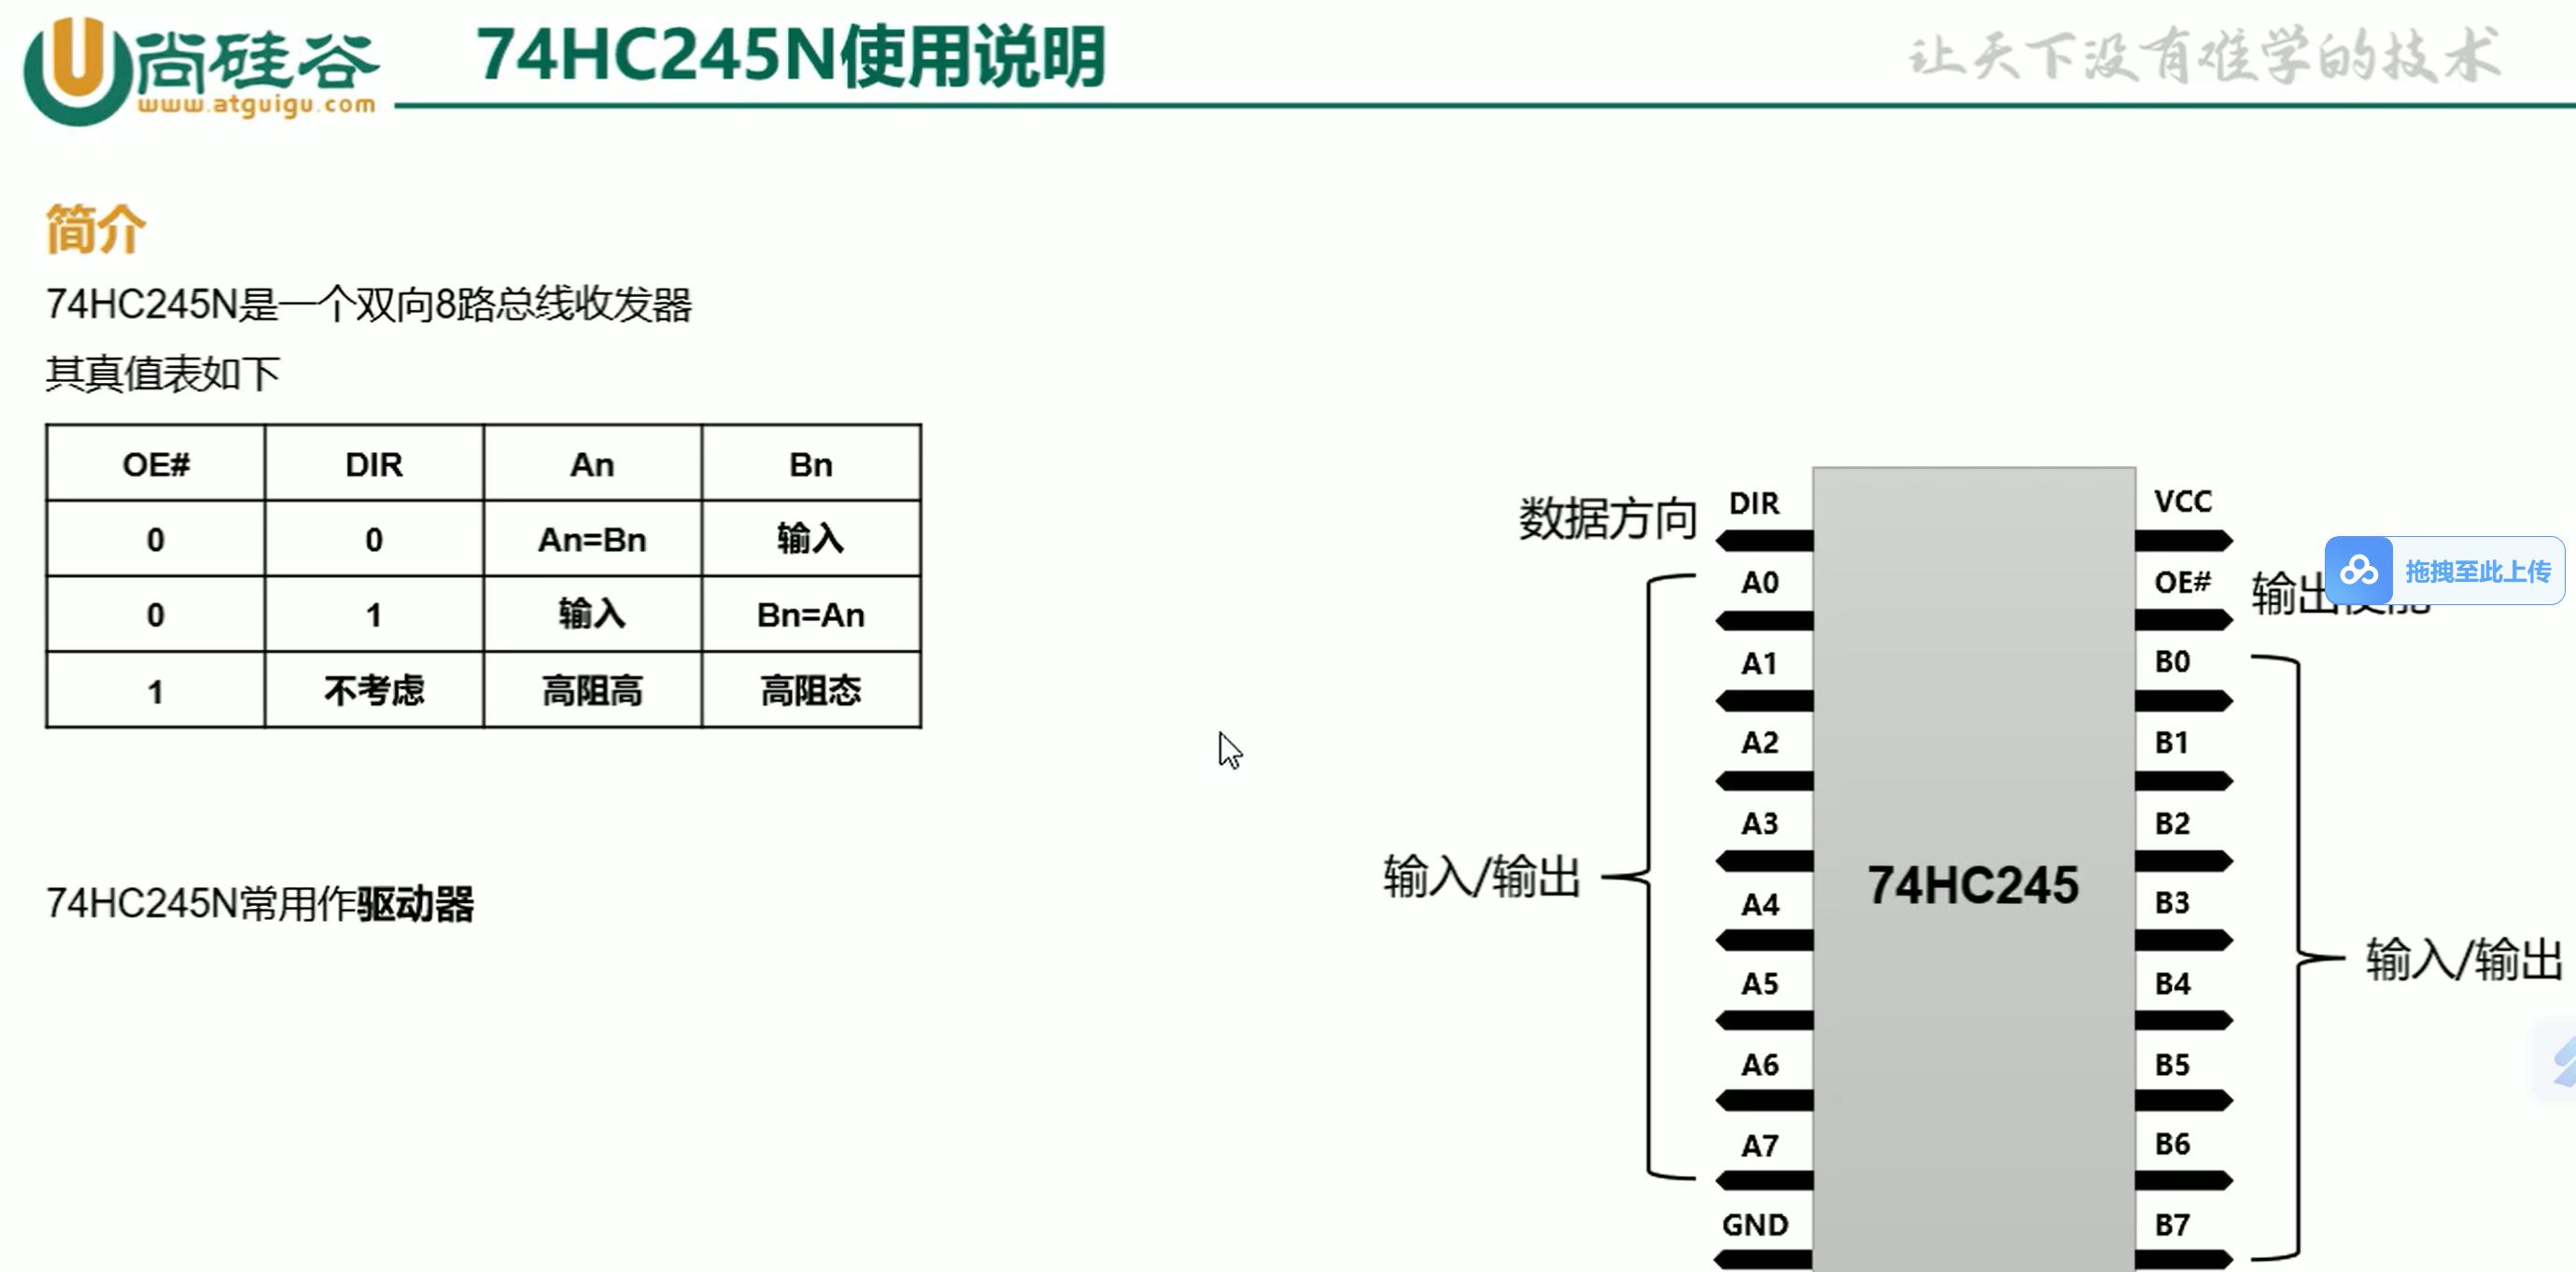 尚硅谷
www.atguigu.com
74HC245N使用说明
让天下没有难学的技术
简介
74HC245N是一个双向8路总线收发器
其真值表如下
OE# DIR An Bn
0 0 An=Bn 输入
0 1 输入 Bn=An
1 不考虑 高阻高 高阻态
74HC245N常用作驱动器
数据方向 DIR VCC
A0 OE# 输出
拖拽至此上传
A1 B0
A2 B1
A3 B2
输入/输出
74HC245
A4 B3
输入/输出
A5 B4
A6 B5
A7 B6
GND B7